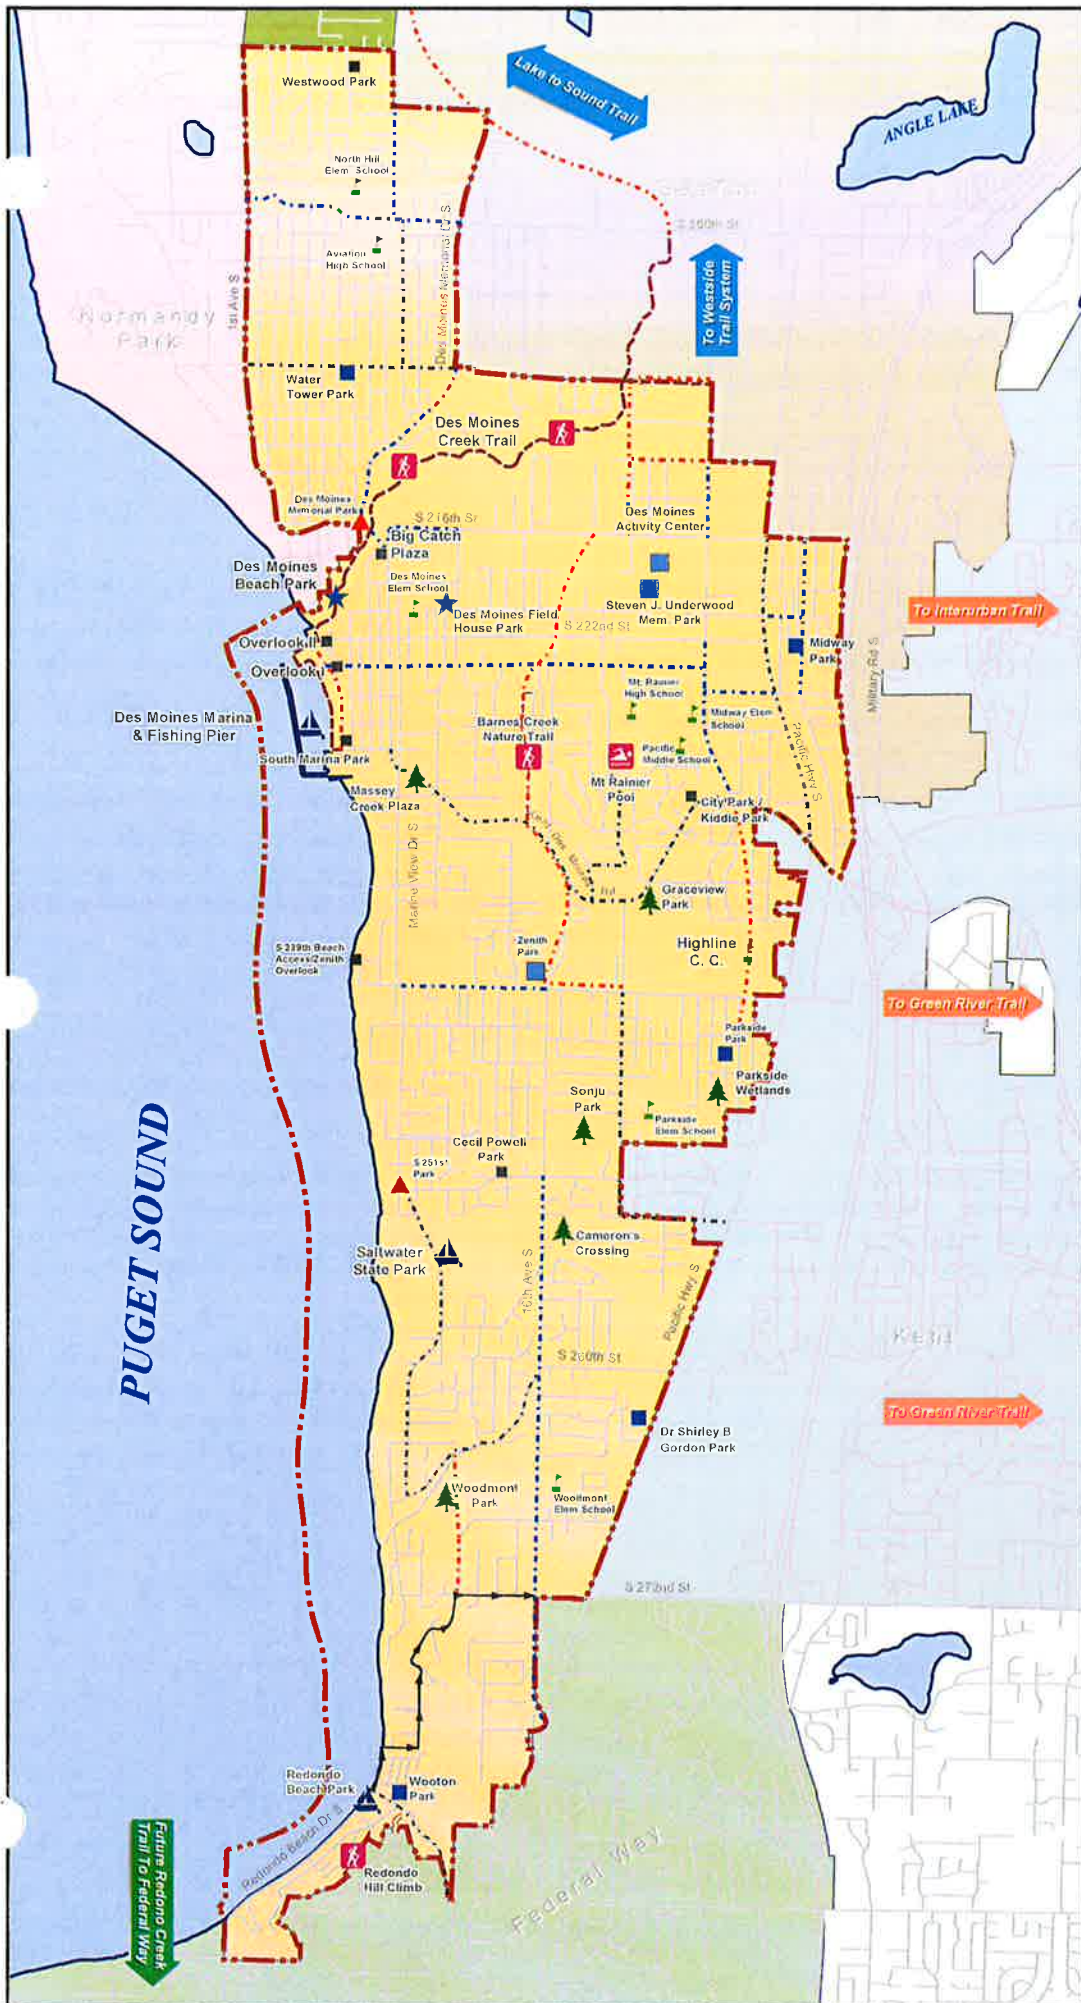 Westwood Park
Lake to Sound Trail
ANGLE LAKE
North Hill
Elem School
S 200th St
Aviation
High School
Des Moines Memorial Dr S
1st Ave S
To Westside
Trail System
Normandy
Park
Water
Tower Park
Des Moines
Creek Trail
Des Moines
Memorial Park
S 216th St
Des Moines
Activity Center
Big Catch
Plaza
Des Moines
Beach Park
Des Moines
Elem School
Steven J. Underwood
Mem. Park
To Interurban Trail
Des Moines Field
House Park
S 222nd St
Overlook II
Midway
Park
Military Rd S
Overlook I
Mt. Rainier
High School
Des Moines Marina
& Fishing Pier
Barnes Creek
Nature Trail
Midway Elem
School
Pacific Hwy S
South Marina Park
Pacific
Middle School
Massey
Creek Plaza
Mt Rainier
Pool
City Park /
Kiddie Park
Marine View Dr S
Kent Des Moines Rd
Graceview
Park
S 239th Beach
Access/Zenith
Overlook
Zenith
Park
Highline
C. C.
To Green River Trail
Parkside
Park
Parkside
Wetlands
Sonju
Park
Parkside
Elem School
Cecil Powell
Park
S 251st
Park
PUGET SOUND
Cameron's
Crossing
Saltwater
State Park
16th Ave S
Pacific Hwy S
Kent
S 260th St
To Green River Trail
Dr Shirley B
Gordon Park
Woodmont
Park
Woodmont
Elem School
S 272nd St
Redondo
Beach Park
Wooton
Park
Redondo Beach Dr S
Future Redono Creek
Trail To Federal Way
Redondo
Hill Climb
Federal Way